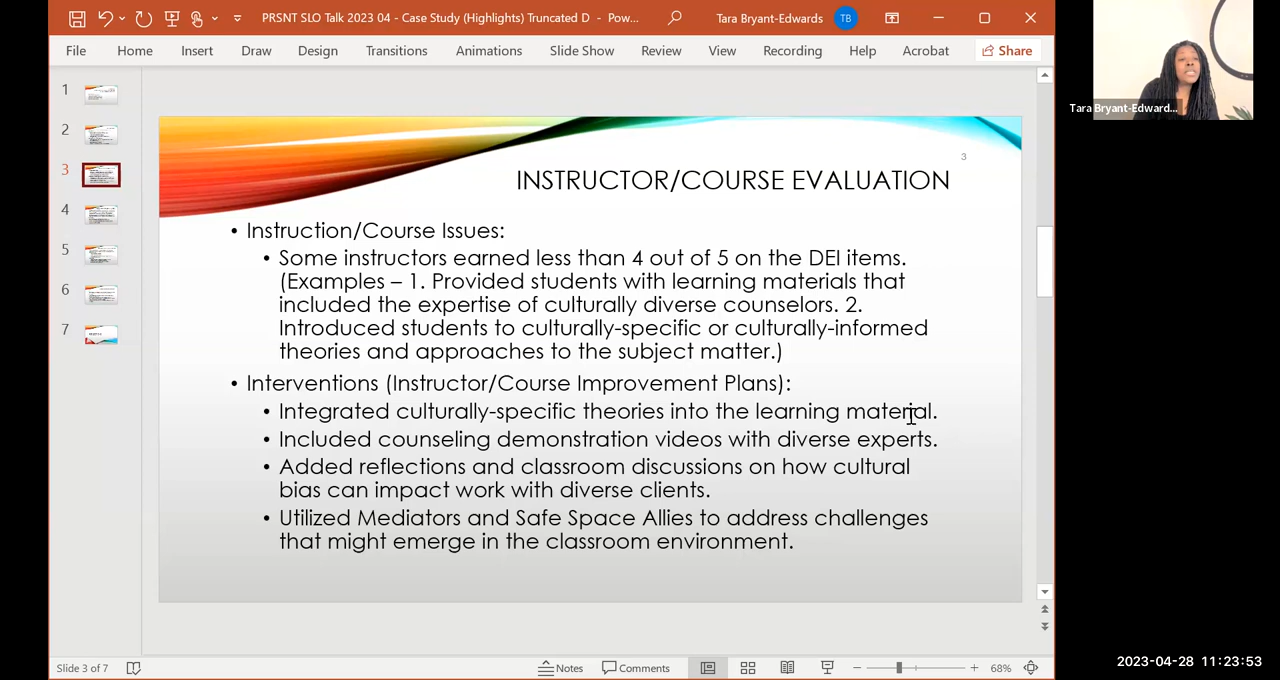 PRSNT SLO Talk 2023 04 - Case Study (Highlights) Truncated D - Pow...
Tara Bryant-Edwards
TB
File Home Insert Draw Design Transitions Animations Slide Show Review View Recording Help Acrobat Share
Tara Bryant-Edward...
1
2
3
4
5
6
7
3
INSTRUCTOR/COURSE EVALUATION
• Instruction/Course Issues:
• Some instructors earned less than 4 out of 5 on the DEI items.
(Examples – 1. Provided students with learning materials that
included the expertise of culturally diverse counselors. 2.
Introduced students to culturally-specific or culturally-informed
theories and approaches to the subject matter.)
• Interventions (Instructor/Course Improvement Plans):
• Integrated culturally-specific theories into the learning material.
• Included counseling demonstration videos with diverse experts.
• Added reflections and classroom discussions on how cultural
bias can impact work with diverse clients.
• Utilized Mediators and Safe Space Allies to address challenges
that might emerge in the classroom environment.
Slide 3 of 7
Notes
Comments
68%
2023-04-28 11:23:53